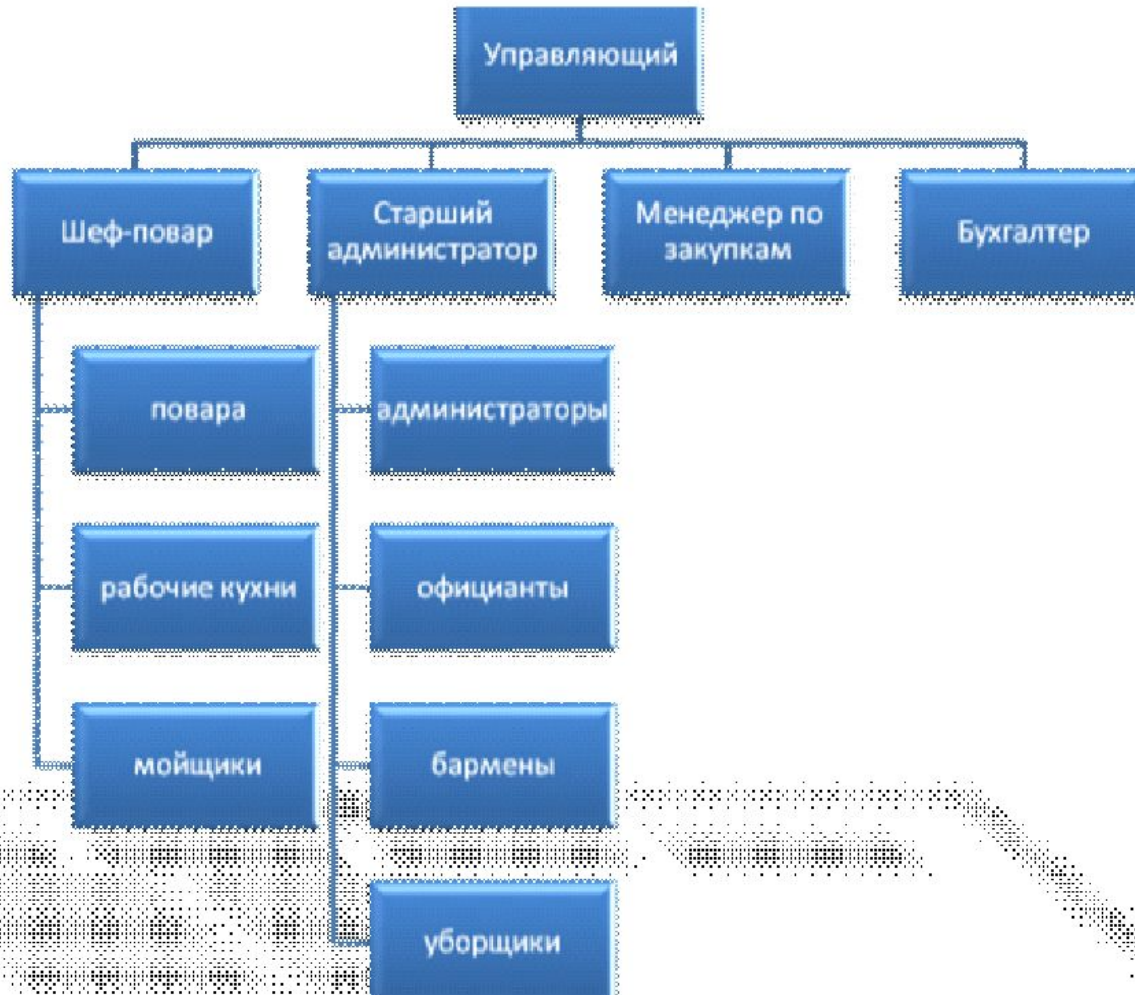 Управляющий
Шеф-повар
Старший
администратор
Менеджер по
закупкам
Бухгалтер
повара
администраторы
рабочие кухни
официанты
мойщики
бармены
уборщики